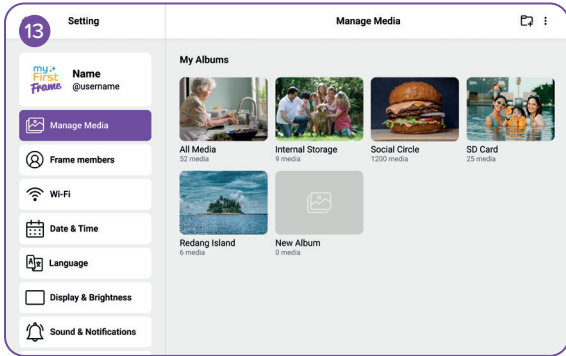 13
Setting
my First Frame
Name
@username
Manage Media
Frame members
Wi-Fi
Date & Time
Language
Display & Brightness
Sound & Notifications
Manage Media
My Albums
All Media
52 media
Internal Storage
9 media
Social Circle
1200 media
SD Card
25 media
Redang Island
6 media
New Album
0 media